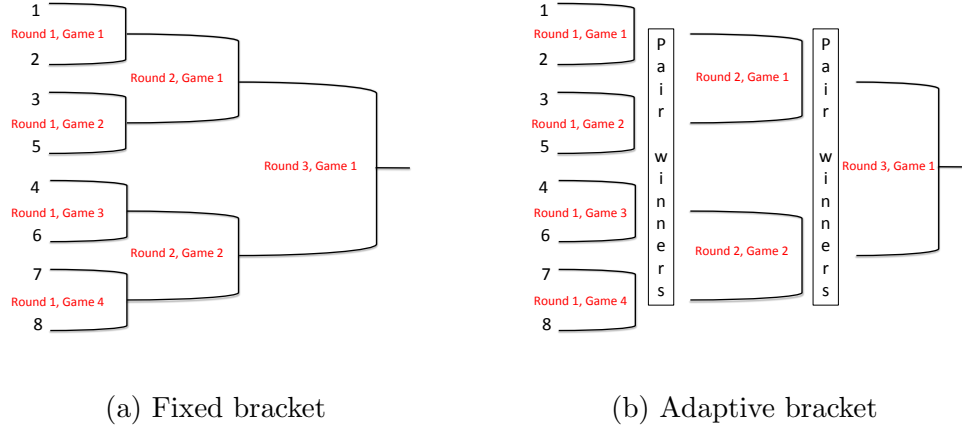 1
Round 1, Game 1
2
Round 2, Game 1
3
Round 1, Game 2
5
Round 3, Game 1
4
Round 1, Game 3
6
Round 2, Game 2
7
Round 1, Game 4
8
(a) Fixed bracket
1
Round 1, Game 1
2
3
Round 1, Game 2
5
4
Round 1, Game 3
6
7
Round 1, Game 4
8
Pair winners
Round 2, Game 1
Round 2, Game 2
Pair winners
Round 3, Game 1
(b) Adaptive bracket